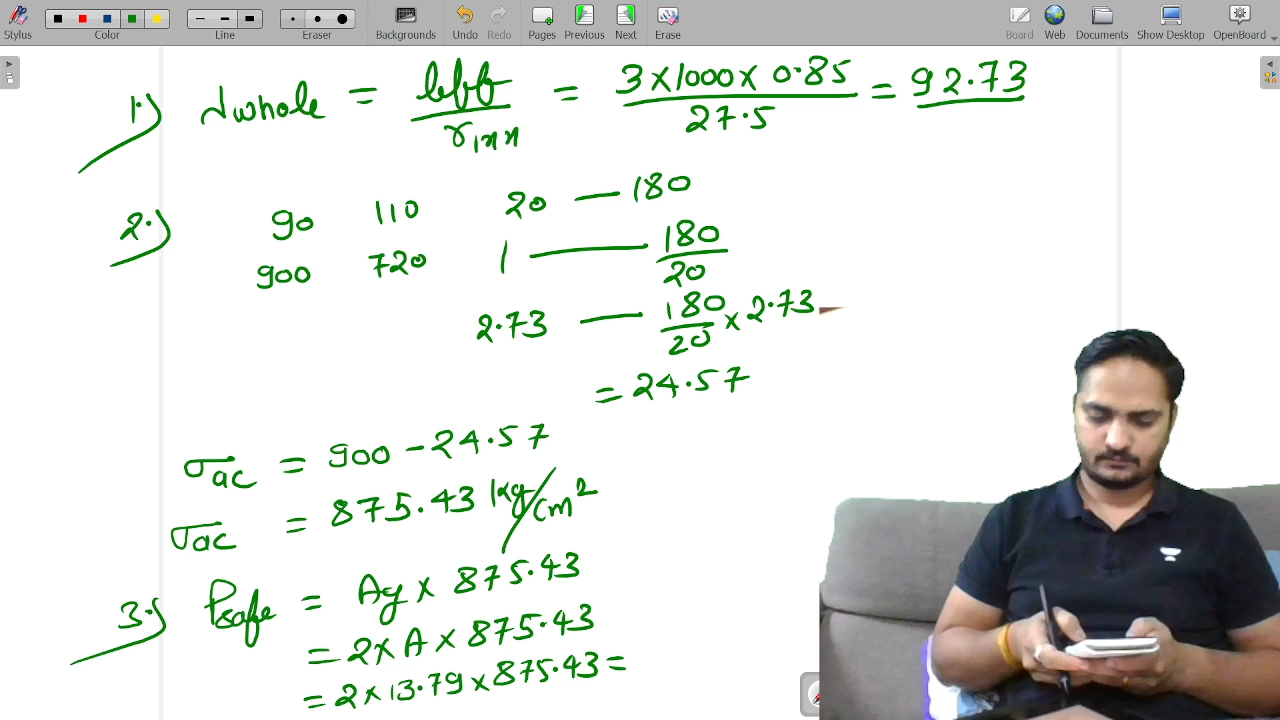 Stylus
Color
Line
Eraser
Backgrounds
Undo
Redo
Pages
Previous
Next
Erase
Board
Web
Documents
Show Desktop
OpenBoard
1.) λwhole = leff / r1xx = 3 x 1000 x 0.85 / 27.5 = 92.73
2.) 90 110 20 — 180
900 720 1 — 180 / 20
2.73 — 180 / 20 x 2.73
= 24.57
σac = 900 - 24.57
σac = 875.43 kg/cm²
3.) Psafe = Ag x 875.43
= 2 x A x 875.43
= 2 x 13.79 x 875.43 =